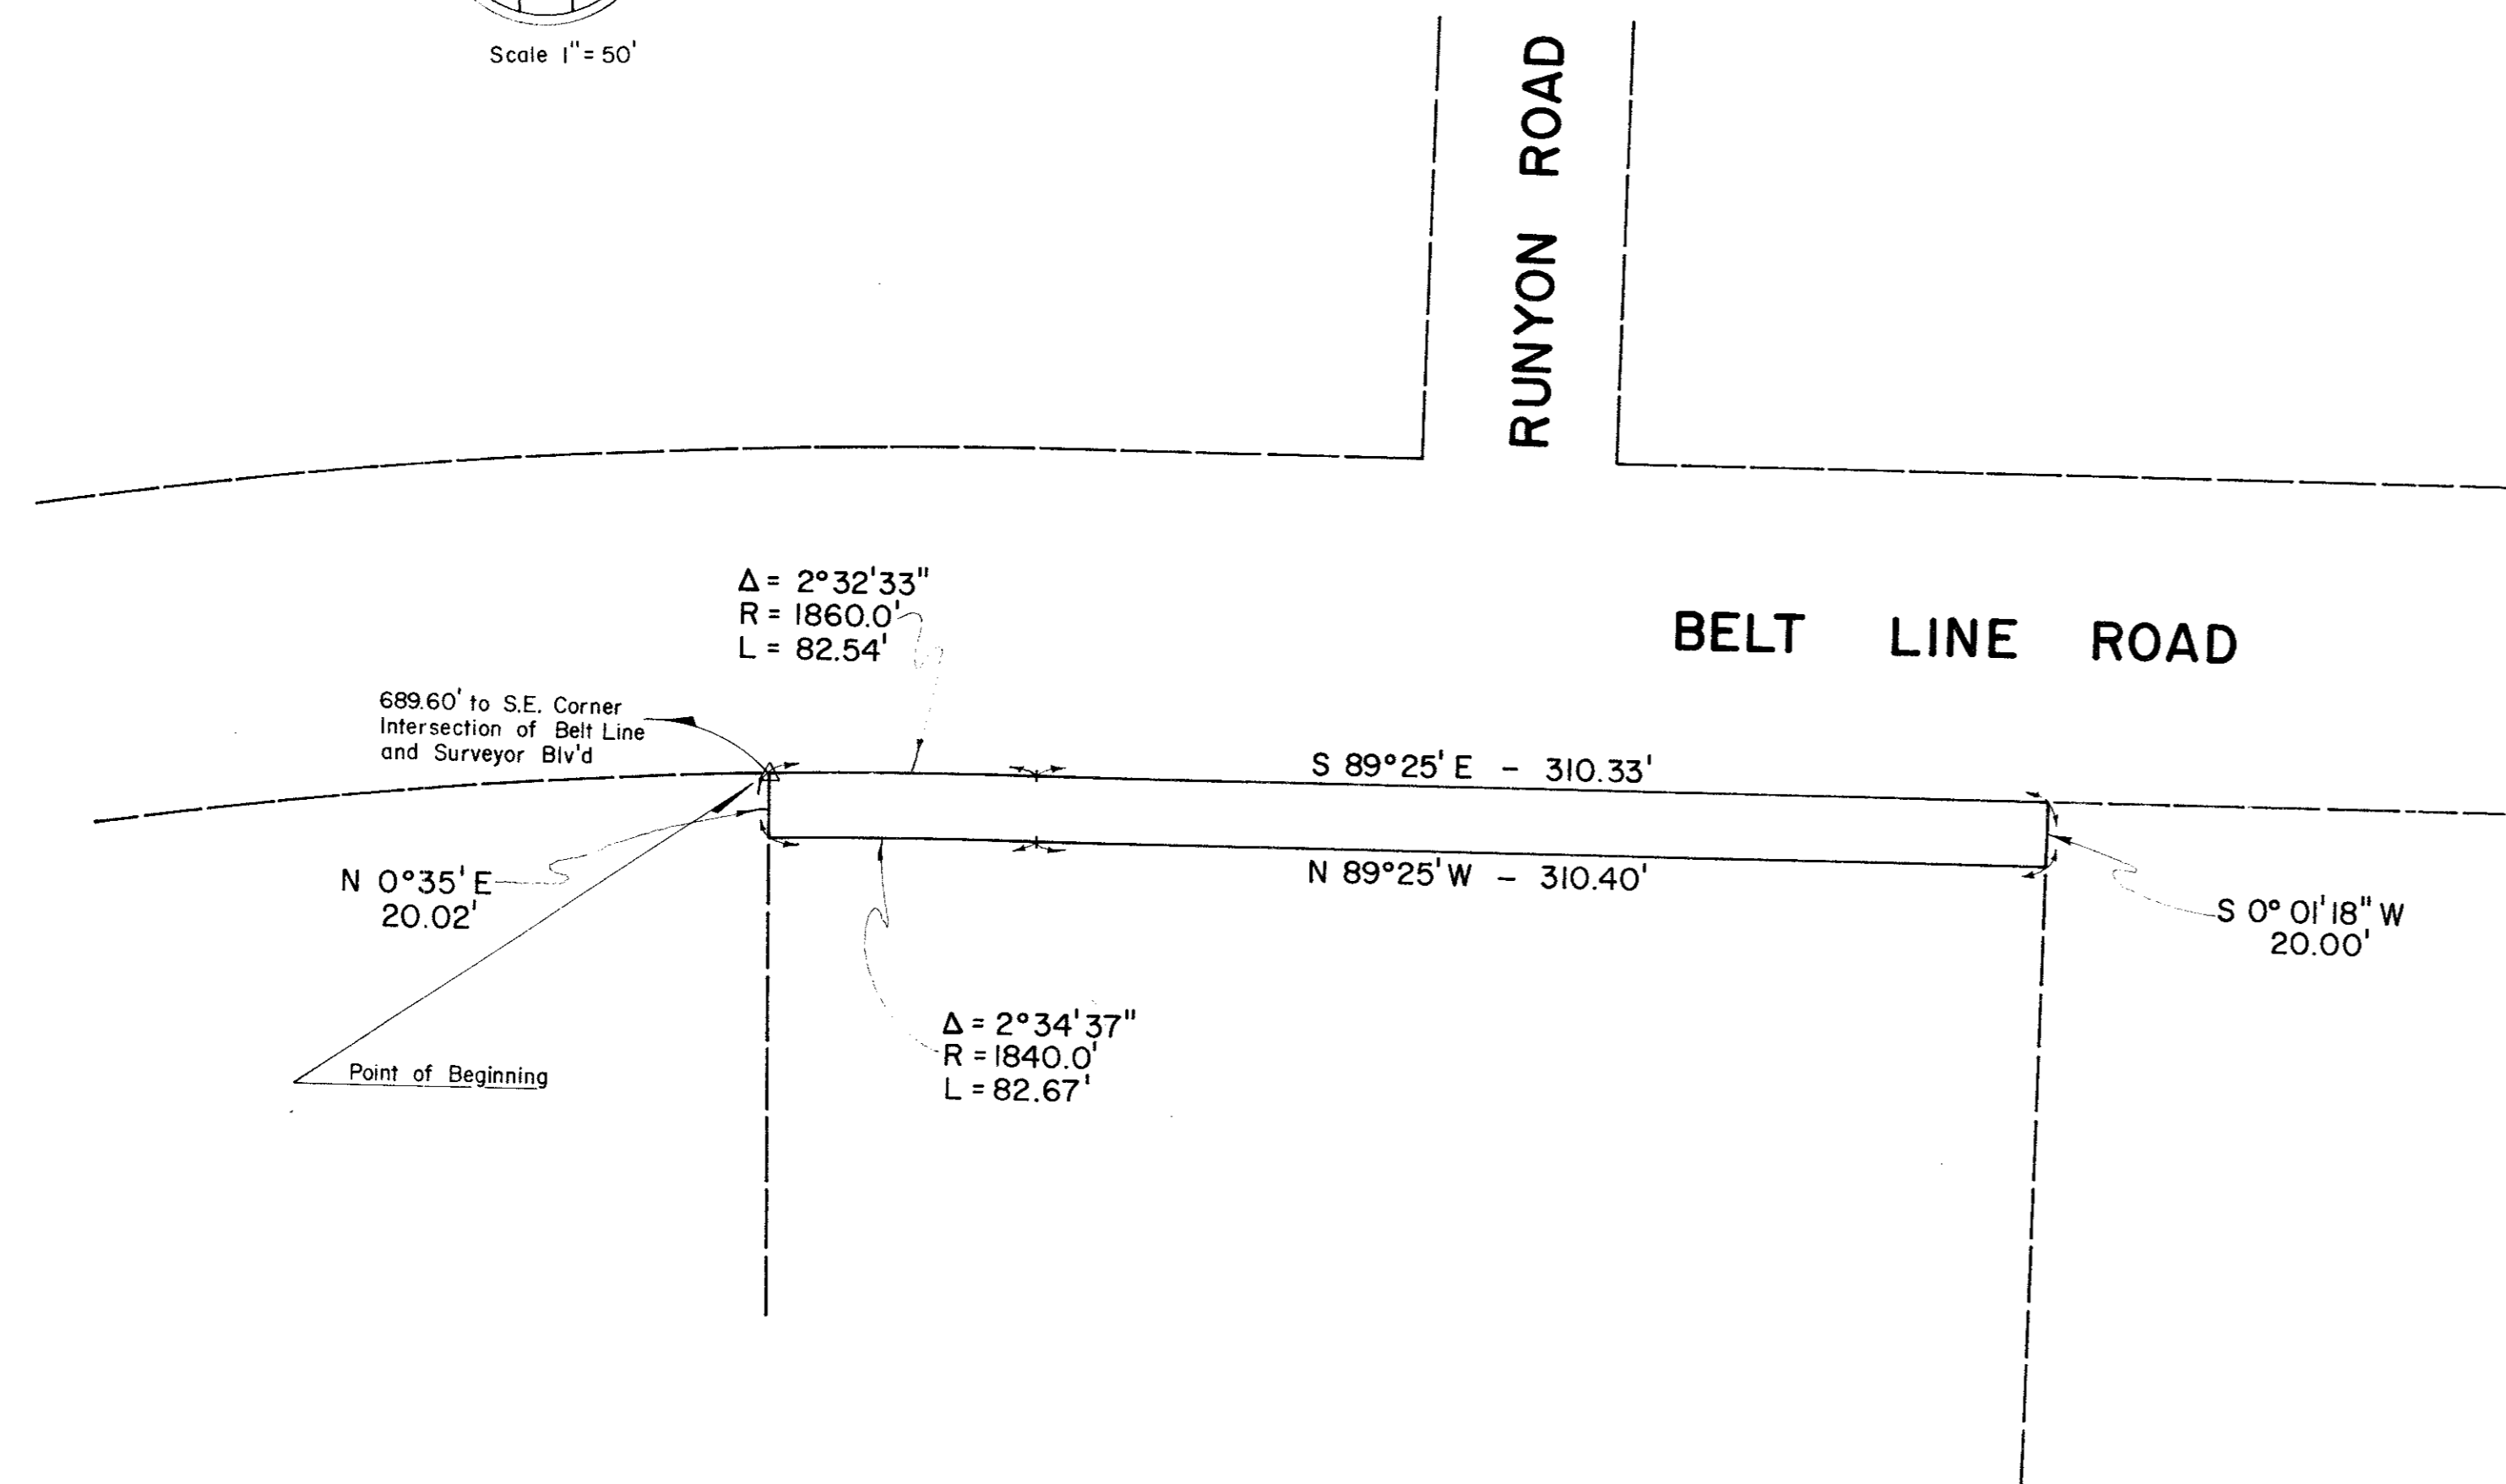 Scale 1"= 50'
RUNYON ROAD
Δ= 2°32'33"
R = 1860.0'
L = 82.54'
BELT LINE ROAD
689.60' to S.E. Corner
Intersection of Belt Line
and Surveyor Blv'd
S 89°25' E - 310.33'
N 0°35' E
20.02'
N 89°25' W - 310.40'
S 0° 01' 18" W
20.00'
Δ = 2°34'37"
R = 1840.0'
L = 82.67'
Point of Beginning